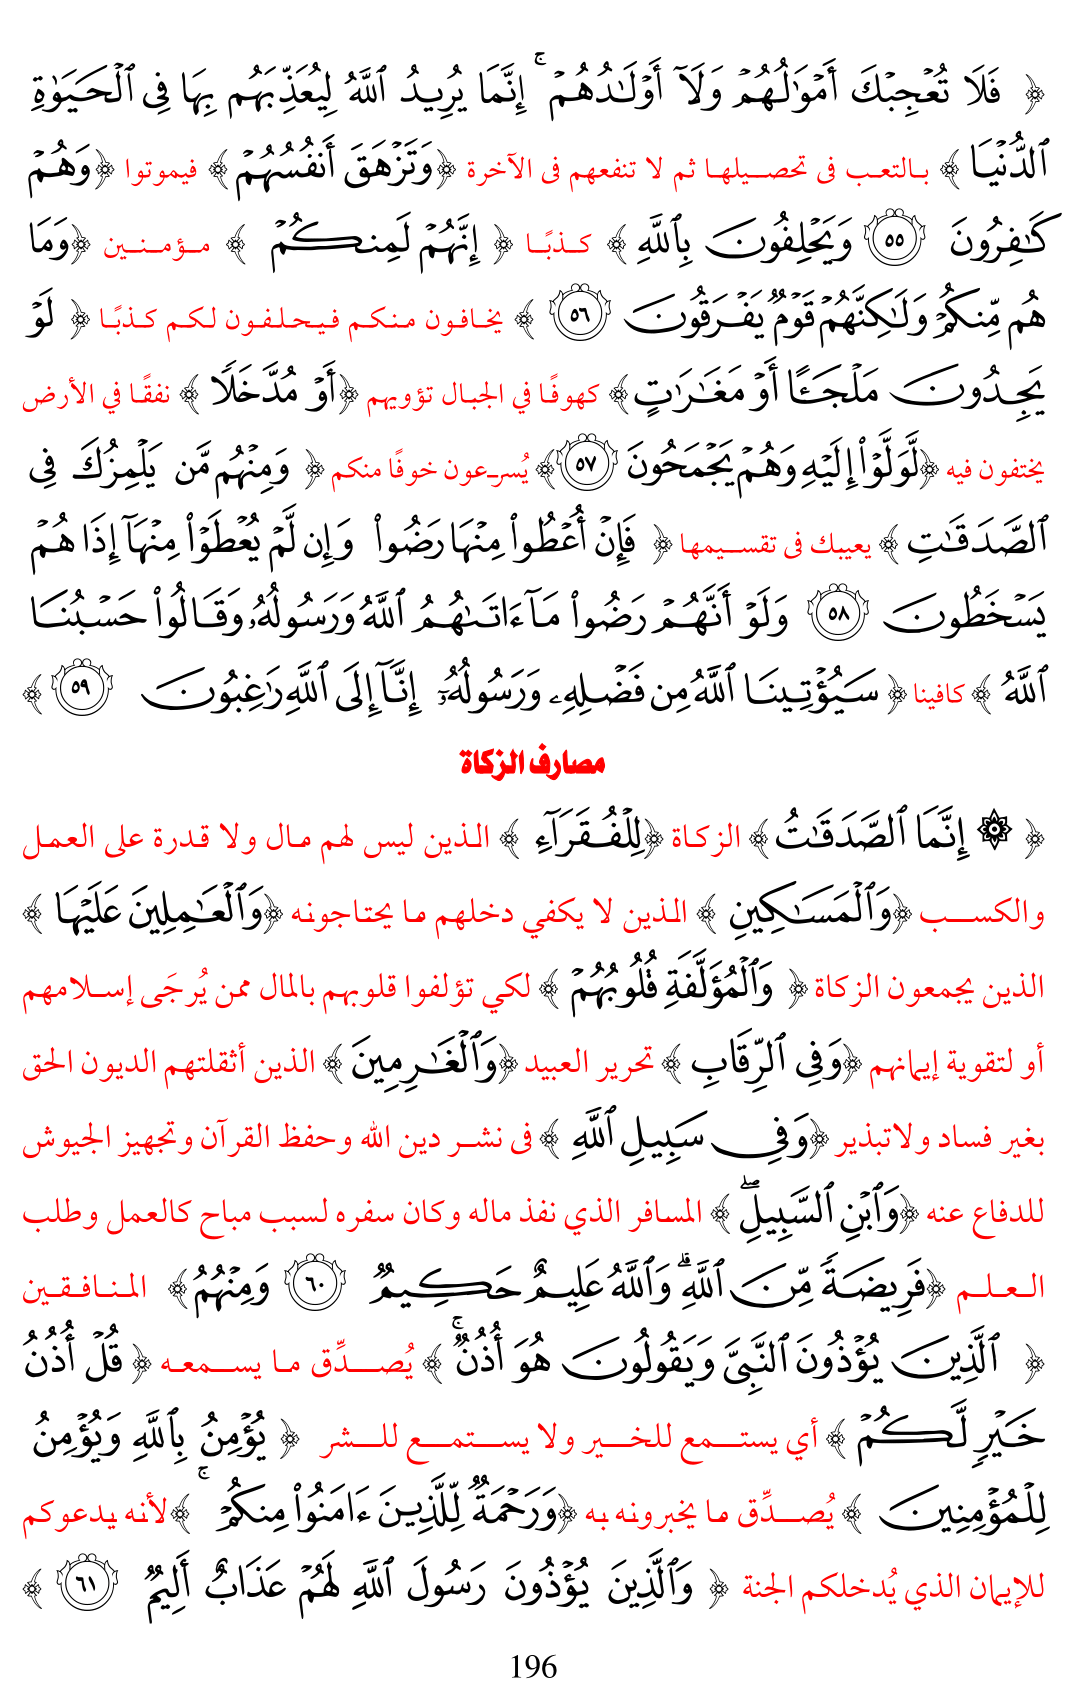 ﴿ فَلَا تُعۡجِبۡكَ أَمۡوَٰلُهُمۡ وَلَآ أَوۡلَٰدُهُمۡۚ إِنَّمَا يُرِيدُ ٱللَّهُ لِيُعَذِّبَهُم بِهَا فِي ٱلۡحَيَوٰةِ
ٱلدُّنۡيَا ﴾ بالتعب فى تحصيلها ثم لا تنفعهم فى الآخرة ﴿وَتَزۡهَقَ أَنفُسُهُمۡ﴾ فيموتوا ﴿وَهُمۡ
كَٰفِرُونَ ٥٥ وَيَحۡلِفُونَ بِٱللَّهِ ﴾ كذبًا ﴿ إِنَّهُمۡ لَمِنكُمۡ ﴾ مؤمنين ﴿وَمَا
هُم مِّنكُمۡ وَلَٰكِنَّهُمۡ قَوۡمٞ يَفۡرَقُونَ ٥٦ ﴾ يخافون منكم فيحلفون لكم كذبًا ﴿ لَوۡ
يَجِدُونَ مَلۡجَـًٔا أَوۡ مَغَٰرَٰتٍ﴾ كهوفًا في الجبال تؤويهم ﴿أَوۡ مُدَّخَلٗا ﴾ نفقًا في الأرض
يختفون فيه ﴿لَّوَلَّوۡاْ إِلَيۡهِ وَهُمۡ يَجۡمَحُونَ ٥٧﴾ يُسرعون خوفًا منكم ﴿ وَمِنۡهُم مَّن يَلۡمِزُكَ فِي
ٱلصَّدَقَٰتِ ﴾ يعيبك فى تقسيمها ﴿ فَإِنۡ أُعۡطُواْ مِنۡهَا رَضُواْ وَإِن لَّمۡ يُعۡطَوۡاْ مِنۡهَآ إِذَا هُمۡ
يَسۡخَطُونَ ٥٨ وَلَوۡ أَنَّهُمۡ رَضُواْ مَآ ءَاتَىٰهُمُ ٱللَّهُ وَرَسُولُهُۥ وَقَالُواْ حَسۡبُنَا
ٱللَّهُ ﴾ كافينا ﴿ سَيُؤۡتِينَا ٱللَّهُ مِن فَضۡلِهِۦ وَرَسُولُهُۥٓ إِنَّآ إِلَى ٱللَّهِ رَٰغِبُونَ ٥٩ ﴾
مصارف الزكاة
﴿ ۞ إِنَّمَا ٱلصَّدَقَٰتُ﴾ الزكاة ﴿لِلۡفُقَرَآءِ ﴾ الذين ليس لهم مال ولا قدرة على العمل
والكسب ﴿وَٱلۡمَسَٰكِينِ ﴾ الذين لا يكفي دخلهم ما يحتاجونه ﴿وَٱلۡعَٰمِلِينَ عَلَيۡهَا ﴾
الذين يجمعون الزكاة ﴿ وَٱلۡمُؤَلَّفَةِ قُلُوبُهُمۡ ﴾ لكي تؤلفوا قلوبهم بالمال ممن يُرجَى إسلامهم
أو لتقوية إيمانهم ﴿وَفِي ٱلرِّقَابِ ﴾ تحرير العبيد ﴿وَٱلۡغَٰرِمِينَ ﴾ الذين أثقلتهم الديون الحق
بغير فساد ولاتبذير ﴿وَفِي سَبِيلِ ٱللَّهِ ﴾ فى نشر دين الله وحفظ القرآن وتجهيز الجيوش
للدفاع عنه ﴿وَٱبۡنِ ٱلسَّبِيلِۖ ﴾ المسافر الذي نفذ ماله وكان سفره لسبب مباح كالعمل وطلب
العلم ﴿فَرِيضَةٗ مِّنَ ٱللَّهِۗ وَٱللَّهُ عَلِيمٌ حَكِيمٞ ٦٠ وَمِنۡهُمُ﴾ المنافقين
﴿ ٱلَّذِينَ يُؤۡذُونَ ٱلنَّبِيَّ وَيَقُولُونَ هُوَ أُذُنٞۚ ﴾ يُصدِّق ما يسمعه ﴿ قُلۡ أُذُنُ
خَيۡرٖ لَّكُمۡ ﴾ أي يستمع للخير ولا يستمع للشر ﴿ يُؤۡمِنُ بِٱللَّهِ وَيُؤۡمِنُ
لِلۡمُؤۡمِنِينَ ﴾ يُصدِّق ما يخبرونه به ﴿وَرَحۡمَةٞ لِّلَّذِينَ ءَامَنُواْ مِنكُمۡۚ ﴾ لأنه يدعوكم
للإيمان الذي يُدخلكم الجنة ﴿ وَٱلَّذِينَ يُؤۡذُونَ رَسُولَ ٱللَّهِ لَهُمۡ عَذَابٌ أَلِيمٞ ٦١ ﴾
196